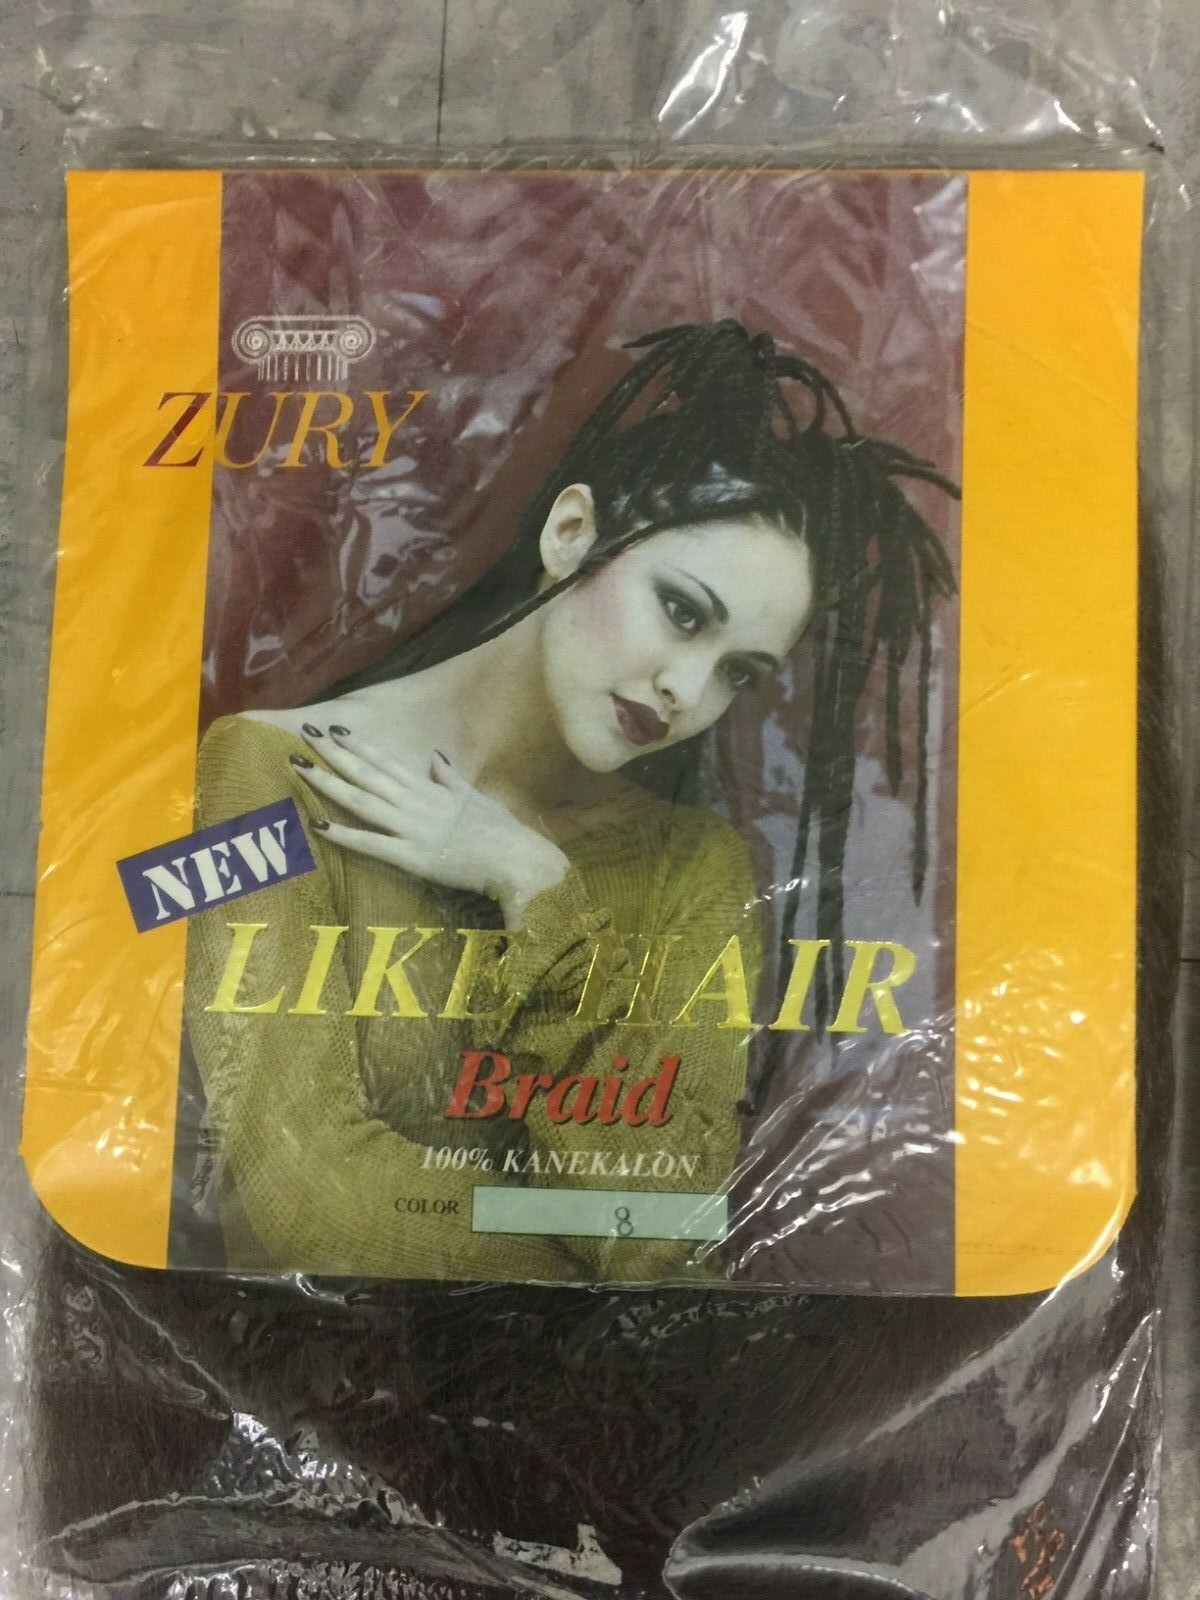 ZURY
NEW
LIKE HAIR
Braid
100% KANEKALON
COLOR 8